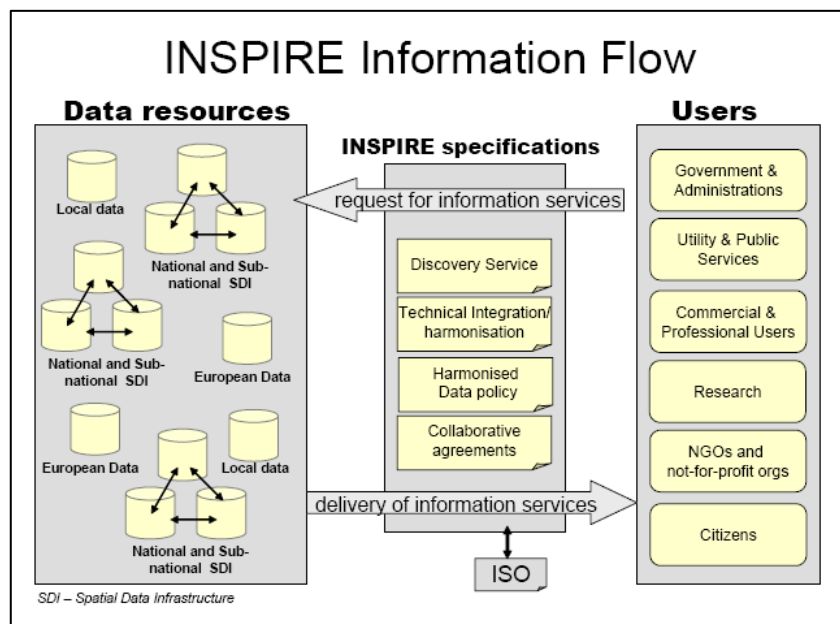 INSPIRE Information Flow
Data resources
Local data
National and Sub-
national SDI
National and Sub-
national SDI
European Data
European Data
Local data
National and Sub-
national SDI
SDI – Spatial Data Infrastructure
INSPIRE specifications
request for information services
Discovery Service
Technical Integration/
harmonisation
Harmonised
Data policy
Collaborative
agreements
delivery of information services
ISO
Users
Government &
Administrations
Utility & Public
Services
Commercial &
Professional Users
Research
NGOs and
not-for-profit orgs
Citizens